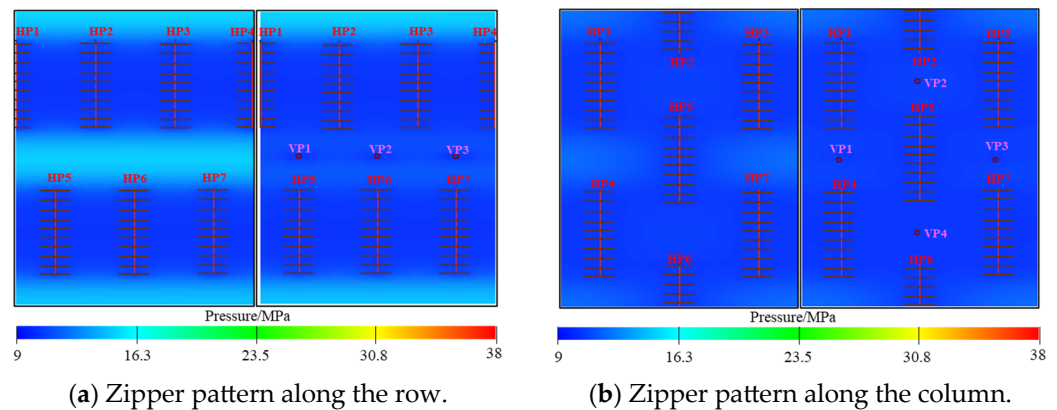 HP1 HP2 HP3 HP4 HP1 HP2 HP3 HP4
VP1 VP2 VP3
HP5 HP6 HP7 HP5 HP6 HP7
Pressure/MPa
9 16.3 23.5 30.8 38
(a) Zipper pattern along the row.
HP1 HP3 HP1 HP3
HP2 HP2
VP2
HP5 HP5
VP1 VP3
HP4 HP7 HP4 HP7
VP4
HP6 HP6
Pressure/MPa
9 16.3 23.5 30.8 38
(b) Zipper pattern along the column.